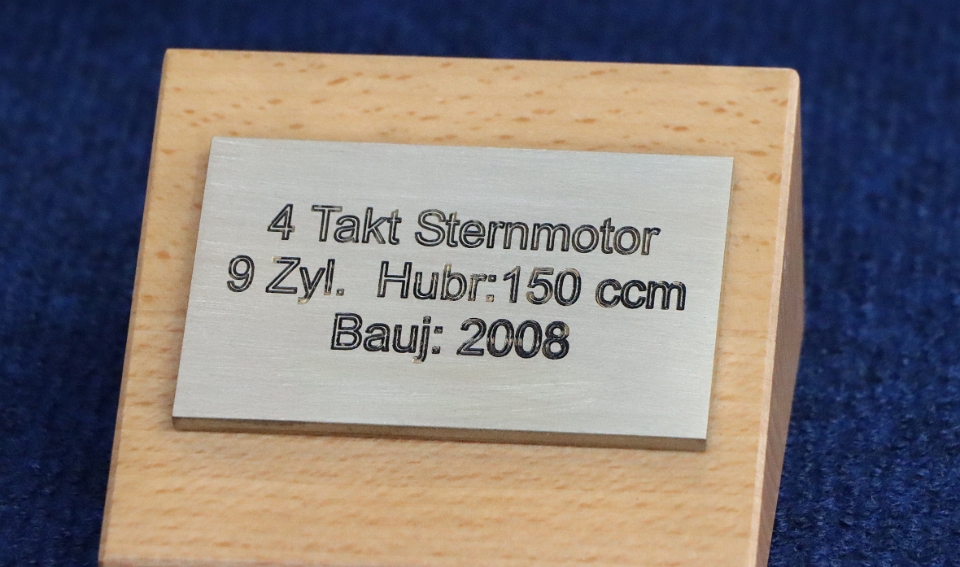 4 Takt Sternmotor
9 Zyl. Hubr:150 ccm
Bauj: 2008